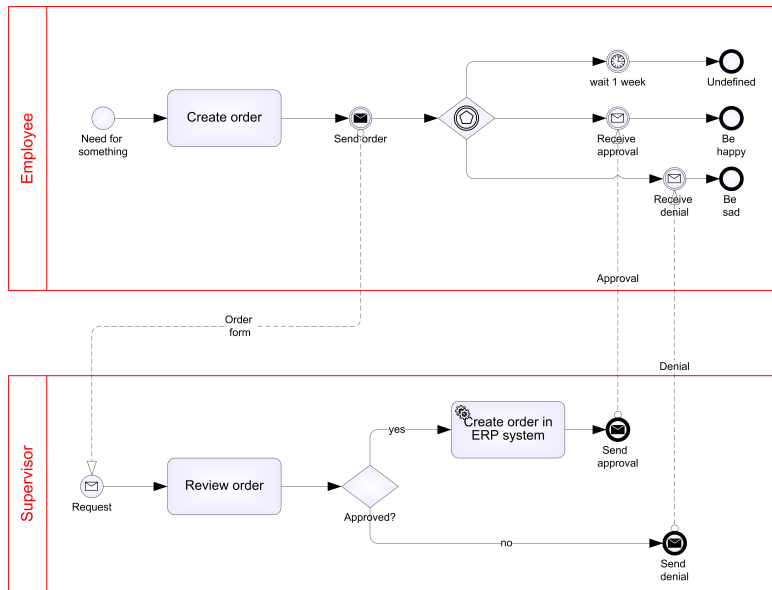 Employee
Need for
something
Create order
Send order
wait 1 week
Undefined
Receive
approval
Be
happy
Receive
denial
Be
sad
Approval
Order
form
Denial
Supervisor
Request
Review order
Approved?
yes
Create order in
ERP system
Send
approval
no
Send
denial